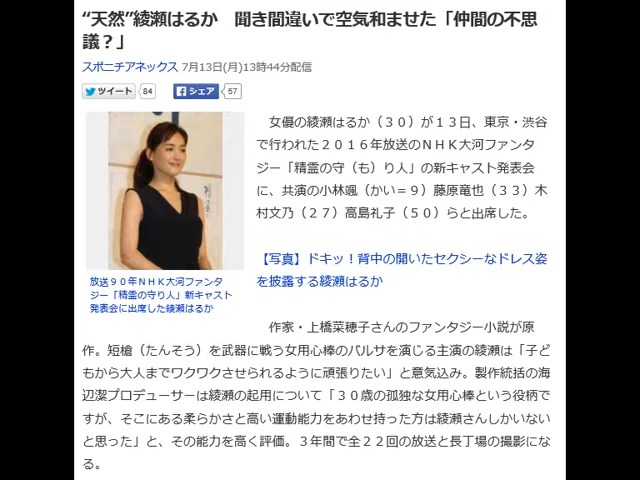 “天然”綾瀬はるか　聞き間違いで空気和ませた「仲間の不思
議？」
スポニチアネックス 7月13日(月)13時44分配信
ツイート 84 シェア 57
女優の綾瀬はるか（３０）が１３日、東京・渋谷
で行われた２０１６年放送のＮＨＫ大河ファンタ
ジー「精霊の守（も）り人」の新キャスト発表会
に、共演の小林颯（かい＝９）藤原竜也（３３）木
村文乃（２７）高島礼子（５０）らと出席した。
【写真】ドキッ！背中の開いたセクシーなドレス姿
を披露する綾瀬はるか
放送９０年ＮＨＫ大河ファンタ
ジー「精霊の守り人」新キャスト
発表会に出席した綾瀬はるか
作家・上橋菜穂子さんのファンタジー小説が原
作。短槍（たんそう）を武器に戦う女用心棒のバルサを演じる主演の綾瀬は「子ど
もから大人までワクワクさせられるように頑張りたい」と意気込み。製作統括の海
辺潔プロデューサーは綾瀬の起用について「３０歳の孤独な女用心棒という役柄で
すが、そこにある柔らかさと高い運動能力をあわせ持った方は綾瀬さんしかいない
と思った」と、その能力を高く評価。３年間で全２２回の放送と長丁場の撮影にな
る。